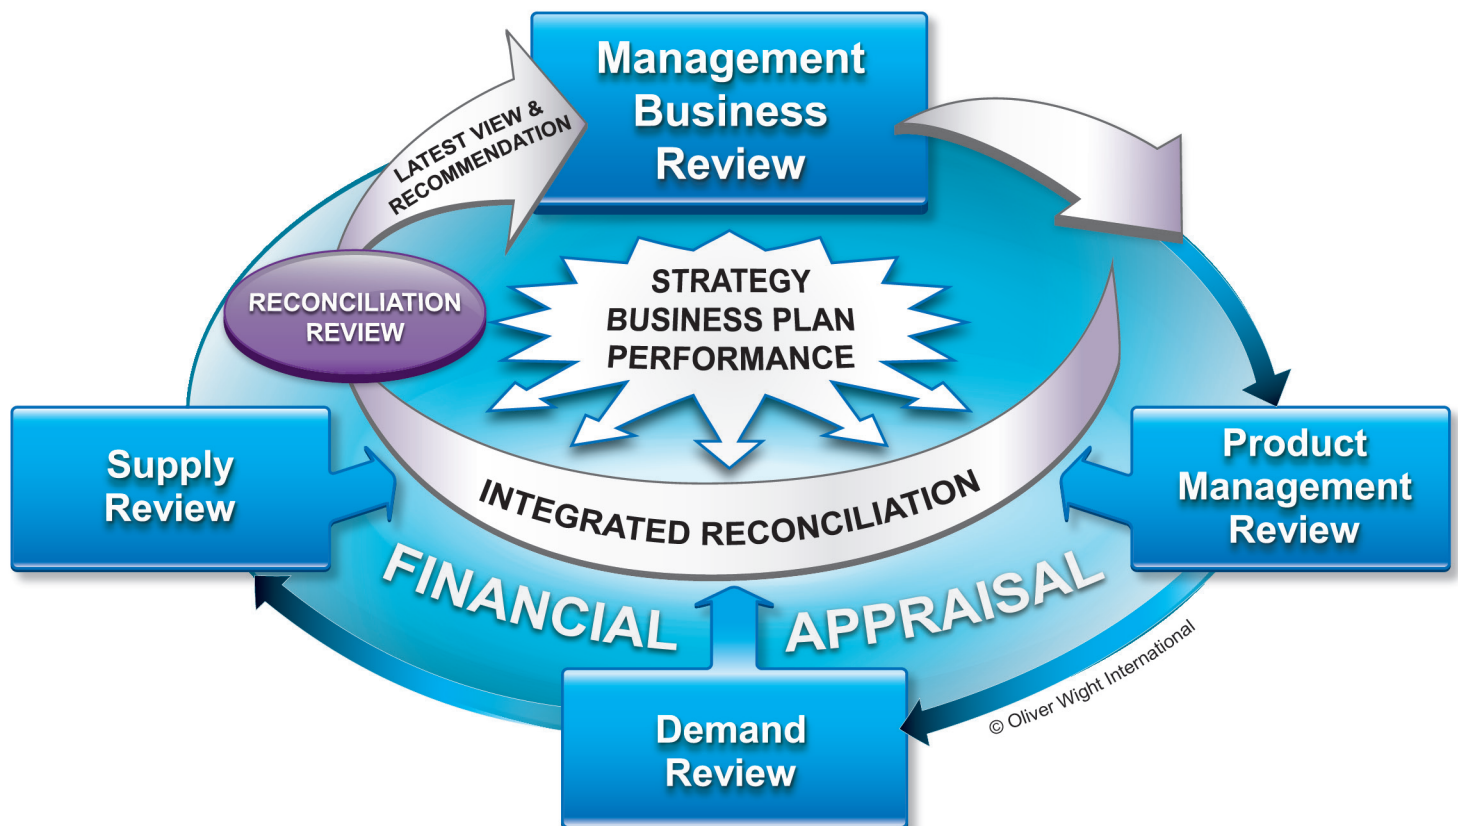 Management
Business
Review
LATEST VIEW &
RECOMMENDATION
STRATEGY
BUSINESS PLAN
PERFORMANCE
RECONCILIATION
REVIEW
Supply
Review
Product
Management
Review
INTEGRATED RECONCILIATION
FINANCIAL APPRAISAL
© Oliver Wight International
Demand
Review